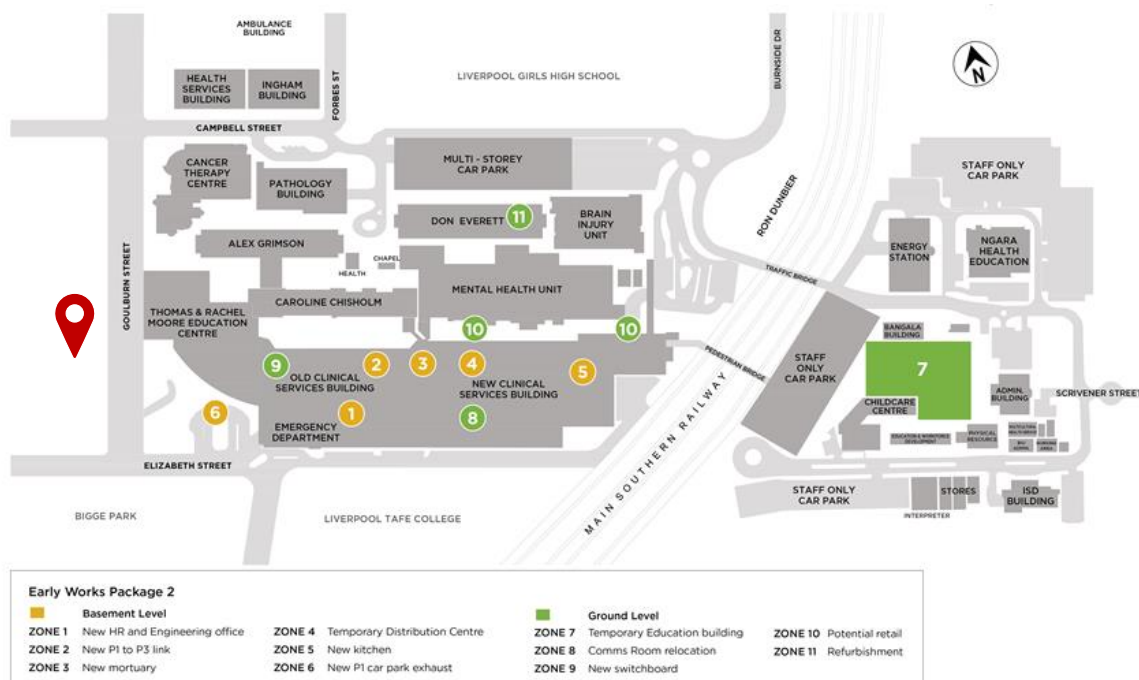 AMBULANCE
BUILDING
HEALTH
SERVICES
BUILDING
INGHAM
BUILDING
FORBES ST
LIVERPOOL GIRLS HIGH SCHOOL
BURNSIDE DR
N
CAMPBELL STREET
CANCER
THERAPY
CENTRE
PATHOLOGY
BUILDING
MULTI - STOREY
CAR PARK
STAFF ONLY
CAR PARK
DON EVERETT
11
BRAIN
INJURY
UNIT
RON DUNBIER
ALEX GRIMSON
HEALTH
CHAPEL
ENERGY
STATION
NGARA
HEALTH
EDUCATION
GOULBURN STREET
TRAFFIC BRIDGE
THOMAS & RACHEL
MOORE EDUCATION
CENTRE
CAROLINE CHISHOLM
MENTAL HEALTH UNIT
10
10
BANGALA
BUILDING
PEDESTRIAN BRIDGE
STAFF
ONLY
CAR PARK
7
9
OLD CLINICAL
SERVICES BUILDING
2
3
4
NEW CLINICAL
SERVICES BUILDING
5
CHILDCARE
CENTRE
ADMIN.
BUILDING
SCRIVENER STREET
6
1
8
EMERGENCY
DEPARTMENT
EDUCATION & WORKFORCE
DEVELOPMENT
PHYSICAL
RESOURCE
ELIZABETH STREET
MAIN SOUTHERN RAILWAY
STAFF ONLY
CAR PARK
STORES
ISD
BUILDING
INTERPRETER
BIGGE PARK
LIVERPOOL TAFE COLLEGE
Early Works Package 2
Basement Level
ZONE 1 New HR and Engineering office
ZONE 2 New P1 to P3 link
ZONE 3 New mortuary
ZONE 4 Temporary Distribution Centre
ZONE 5 New kitchen
ZONE 6 New P1 car park exhaust
Ground Level
ZONE 7 Temporary Education building
ZONE 8 Comms Room relocation
ZONE 9 New switchboard
ZONE 10 Potential retail
ZONE 11 Refurbishment